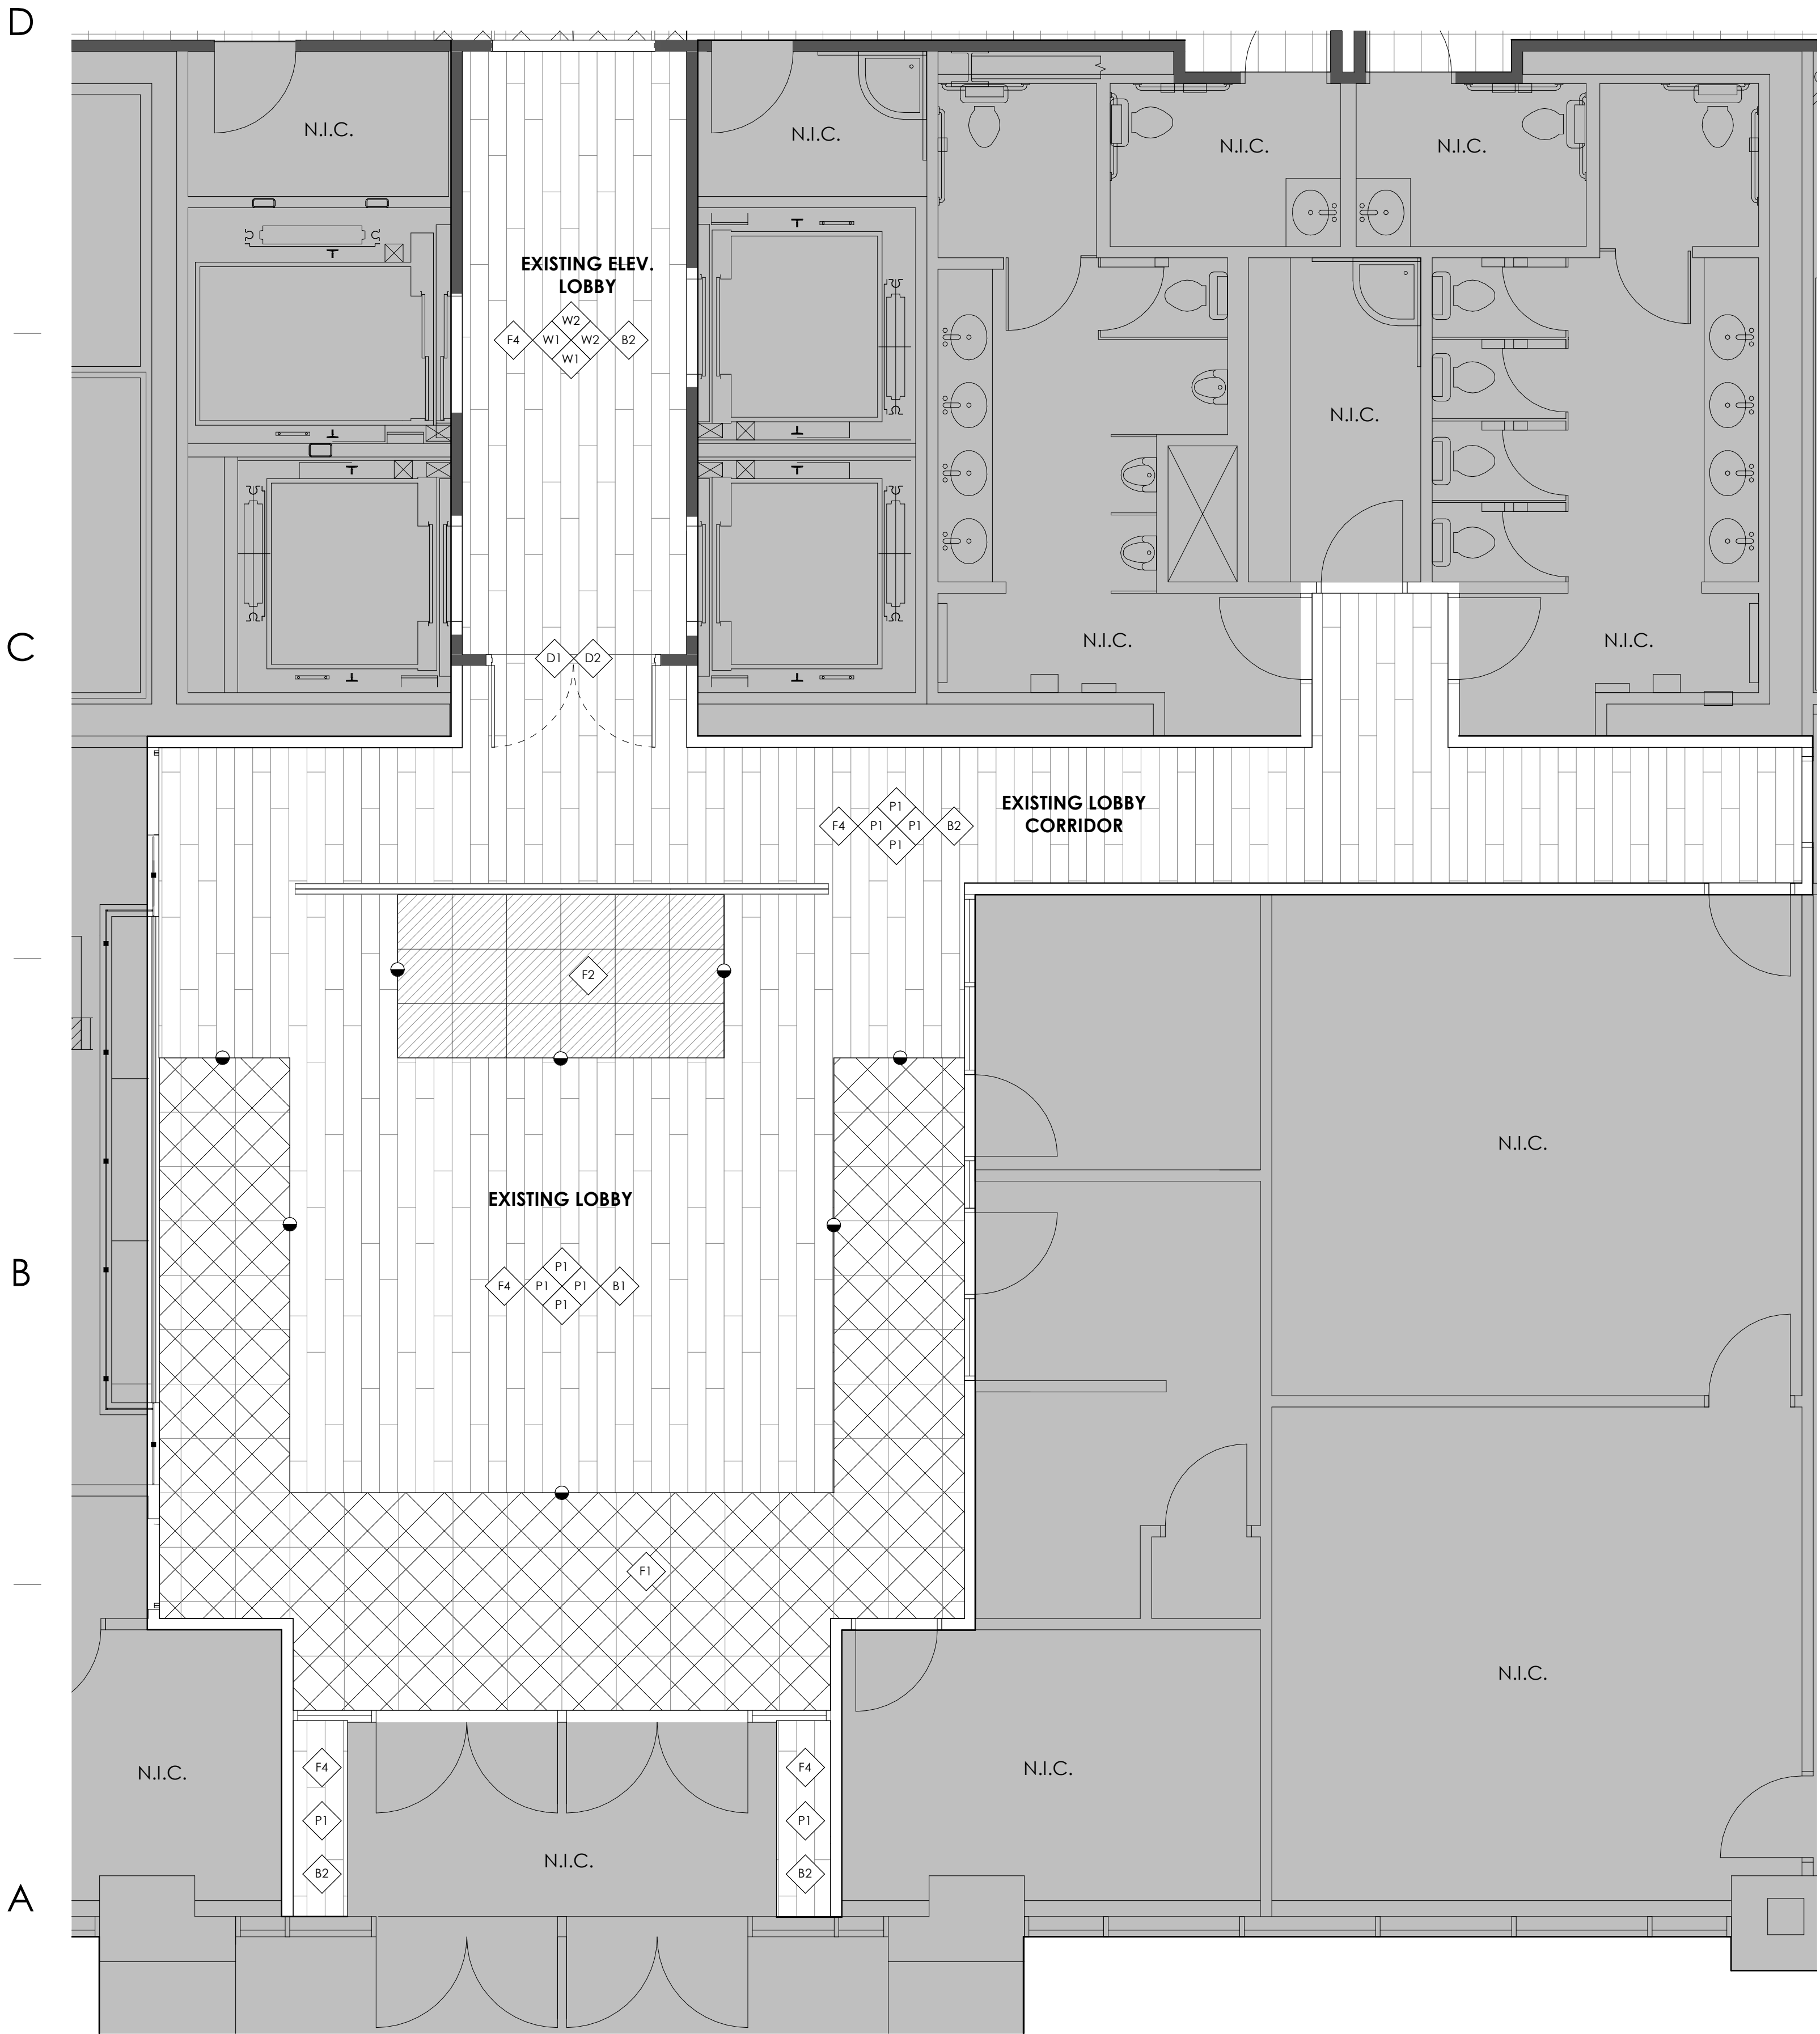 D
N.I.C.
N.I.C.
N.I.C.
N.I.C.
EXISTING ELEV.
LOBBY
W2
F4 W1 W2 B2
W1
N.I.C.
C
N.I.C.
N.I.C.
D1 D2
EXISTING LOBBY
CORRIDOR
P1
F4 P1 P1 B2
P1
F2
N.I.C.
EXISTING LOBBY
B
P1
F4 P1 P1 B1
P1
F1
N.I.C.
N.I.C.
F4
F4
N.I.C.
P1
P1
N.I.C.
B2
B2
A